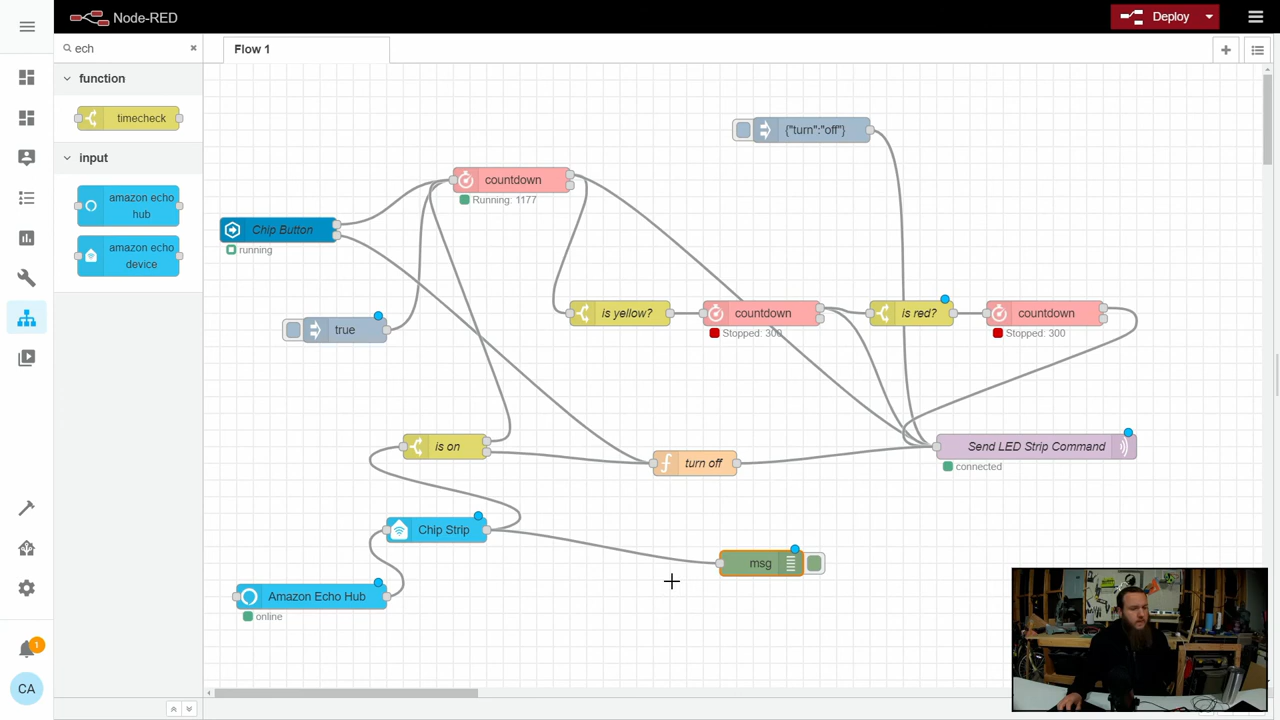 Node-RED
Deploy
ech
Flow 1
function
timecheck
input
amazon echo
hub
amazon echo
device
{"turn":"off"}
countdown
Running: 1177
Chip Button
running
true
is yellow?
countdown
Stopped: 300
is red?
countdown
Stopped: 300
is on
turn off
Send LED Strip Command
connected
Chip Strip
msg
Amazon Echo Hub
online
1
CA